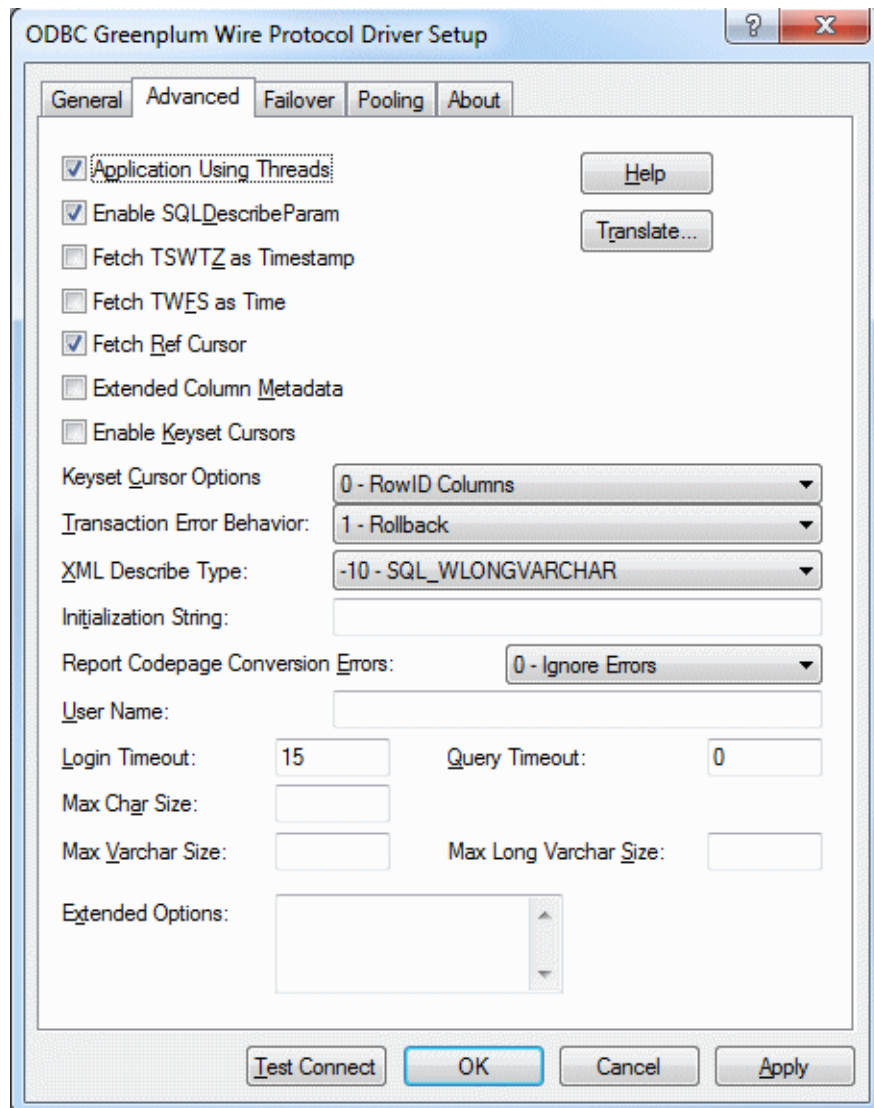 ODBC Greenplum Wire Protocol Driver Setup
? X
General Advanced Failover Pooling About
Application Using Threads
Help
Enable SQLDescribeParam
Translate...
Fetch TSWTZ as Timestamp
Fetch TWFS as Time
Fetch Ref Cursor
Extended Column Metadata
Enable Keyset Cursors
Keyset Cursor Options 0 - RowID Columns
Transaction Error Behavior: 1 - Rollback
XML Describe Type: -10 - SQL_WLONGVARCHAR
Initialization String:
Report Codepage Conversion Errors: 0 - Ignore Errors
User Name:
Login Timeout: 15 Query Timeout: 0
Max Char Size:
Max Varchar Size: Max Long Varchar Size:
Extended Options:
Test Connect OK Cancel Apply